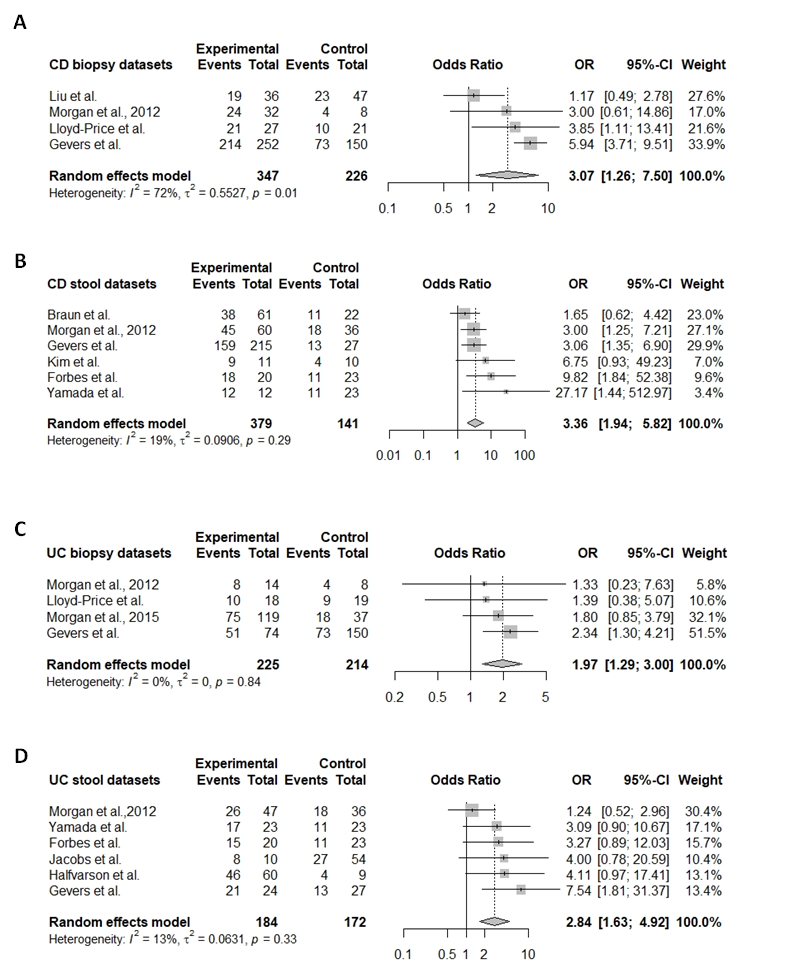 A
Experimental Control
CD biopsy datasets Events Total Events Total Odds Ratio OR 95%-CI Weight
Liu et al. 19 36 23 47 1.17 [0.49; 2.78] 27.6%
Morgan et al., 2012 24 32 4 8 3.00 [0.61; 14.86] 17.0%
Lloyd-Price et al. 21 27 10 21 3.85 [1.11; 13.41] 21.6%
Gevers et al. 214 252 73 150 5.94 [3.71; 9.51] 33.9%
Random effects model 347 226 3.07 [1.26; 7.50] 100.0%
Heterogeneity: I² = 72%, τ² = 0.5527, p = 0.01
0.1 0.5 1 2 10
B
Experimental Control
CD stool datasets Events Total Events Total Odds Ratio OR 95%-CI Weight
Braun et al. 38 61 11 22 1.65 [0.62; 4.42] 23.0%
Morgan et al., 2012 45 60 18 36 3.00 [1.25; 7.21] 27.1%
Gevers et al. 159 215 13 27 3.06 [1.35; 6.90] 29.9%
Kim et al. 9 11 4 10 6.75 [0.93; 49.23] 7.0%
Forbes et al. 18 20 11 23 9.82 [1.84; 52.38] 9.6%
Yamada et al. 12 12 11 23 27.17 [1.44; 512.97] 3.4%
Random effects model 379 141 3.36 [1.94; 5.82] 100.0%
Heterogeneity: I² = 19%, τ² = 0.0906, p = 0.29
0.01 0.1 1 10 100
C
Experimental Control
UC biopsy datasets Events Total Events Total Odds Ratio OR 95%-CI Weight
Morgan et al., 2012 8 14 4 8 1.33 [0.23; 7.63] 5.8%
Lloyd-Price et al. 10 18 9 19 1.39 [0.38; 5.07] 10.6%
Morgan et al., 2015 75 119 18 37 1.80 [0.85; 3.79] 32.1%
Gevers et al. 51 74 73 150 2.34 [1.30; 4.21] 51.5%
Random effects model 225 214 1.97 [1.29; 3.00] 100.0%
Heterogeneity: I² = 0%, τ² = 0, p = 0.84
0.2 0.5 1 2 5
D
Experimental Control
UC stool datasets Events Total Events Total Odds Ratio OR 95%-CI Weight
Morgan et al.,2012 26 47 18 36 1.24 [0.52; 2.96] 30.4%
Yamada et al. 17 23 11 23 3.09 [0.90; 10.67] 17.1%
Forbes et al. 15 20 11 23 3.27 [0.89; 12.03] 15.7%
Jacobs et al. 8 10 27 54 4.00 [0.78; 20.59] 10.4%
Halfvarson et al. 46 60 4 9 4.11 [0.97; 17.41] 13.1%
Gevers et al. 21 24 13 27 7.54 [1.81; 31.37] 13.4%
Random effects model 184 172 2.84 [1.63; 4.92] 100.0%
Heterogeneity: I² = 13%, τ² = 0.0631, p = 0.33
0.1 0.5 1 2 10